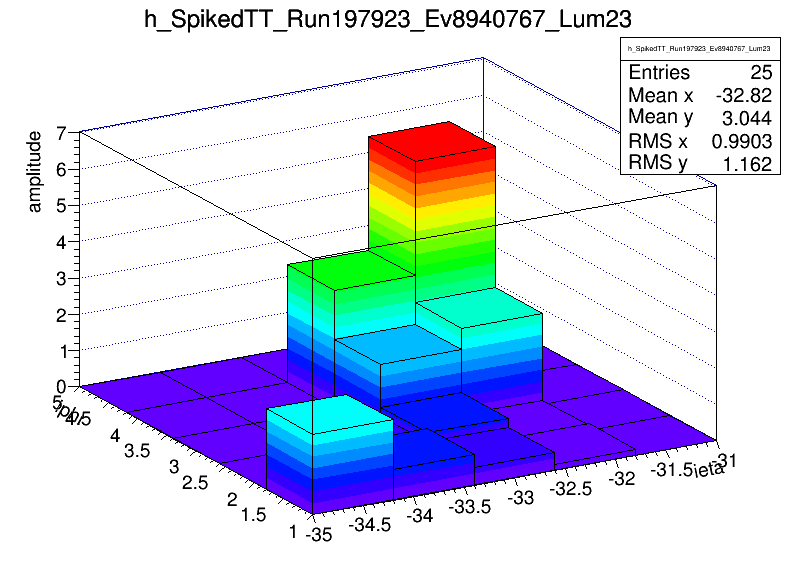 h_SpikedTT_Run197923_Ev8940767_Lum23
h_SpikedTT_Run197923_Ev8940767_Lum23
Entries 25
Mean x -32.82
Mean y 3.044
RMS x 0.9903
RMS y 1.162
amplitude
7
6
5
4
3
2
1
0
5
4.5
4
3.5
3
2.5
2
1.5
1
-35
-34.5
-34
-33.5
-33
-32.5
-32
-31.5
-31
ieta